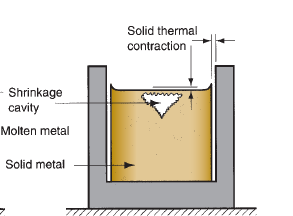 Solid thermal
contraction
Shrinkage
cavity
Molten metal
Solid metal